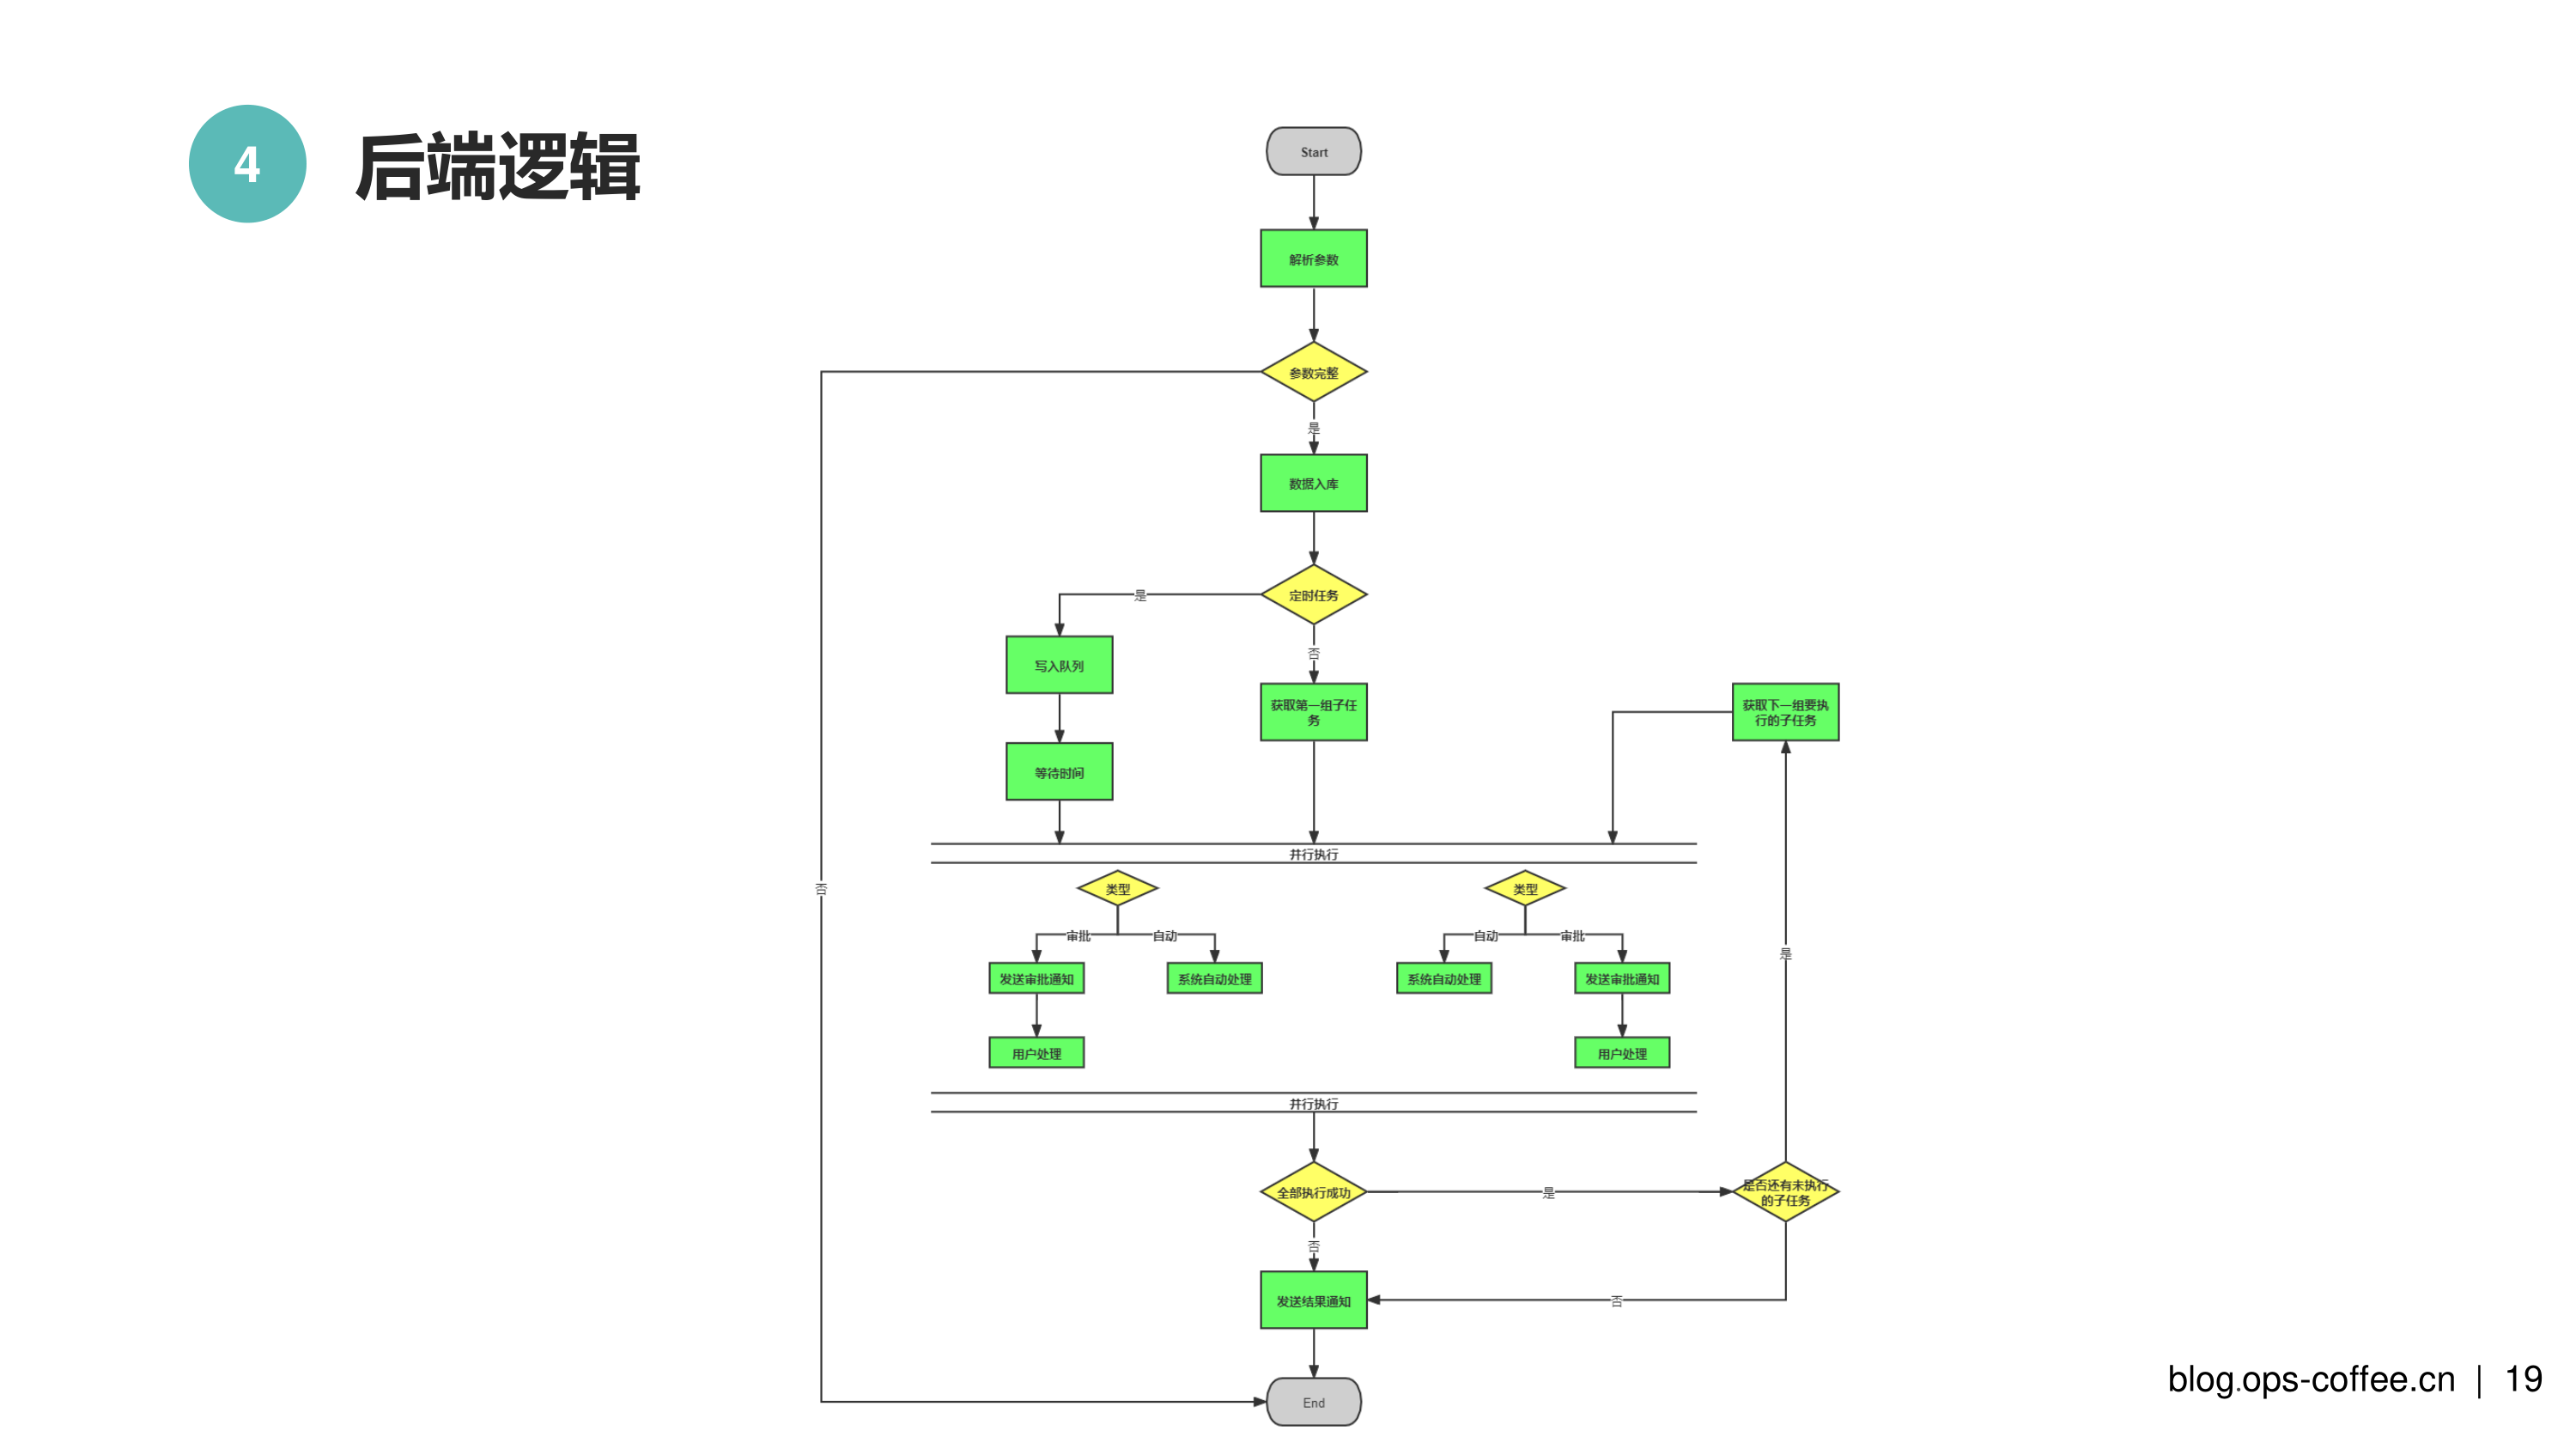 4
后端逻辑
Start
解析参数
参数完整
是
数据入库
定时任务
是
否
写入队列
获取第一组子任
务
获取下一组要执
行的子任务
等待时间
并行执行
否
类型
类型
审批
自动
自动
审批
发送审批通知
系统自动处理
系统自动处理
发送审批通知
是
用户处理
用户处理
并行执行
全部执行成功
是
是否还有未执行
的子任务
否
发送结果通知
否
End
blog.ops-coffee.cn | 19